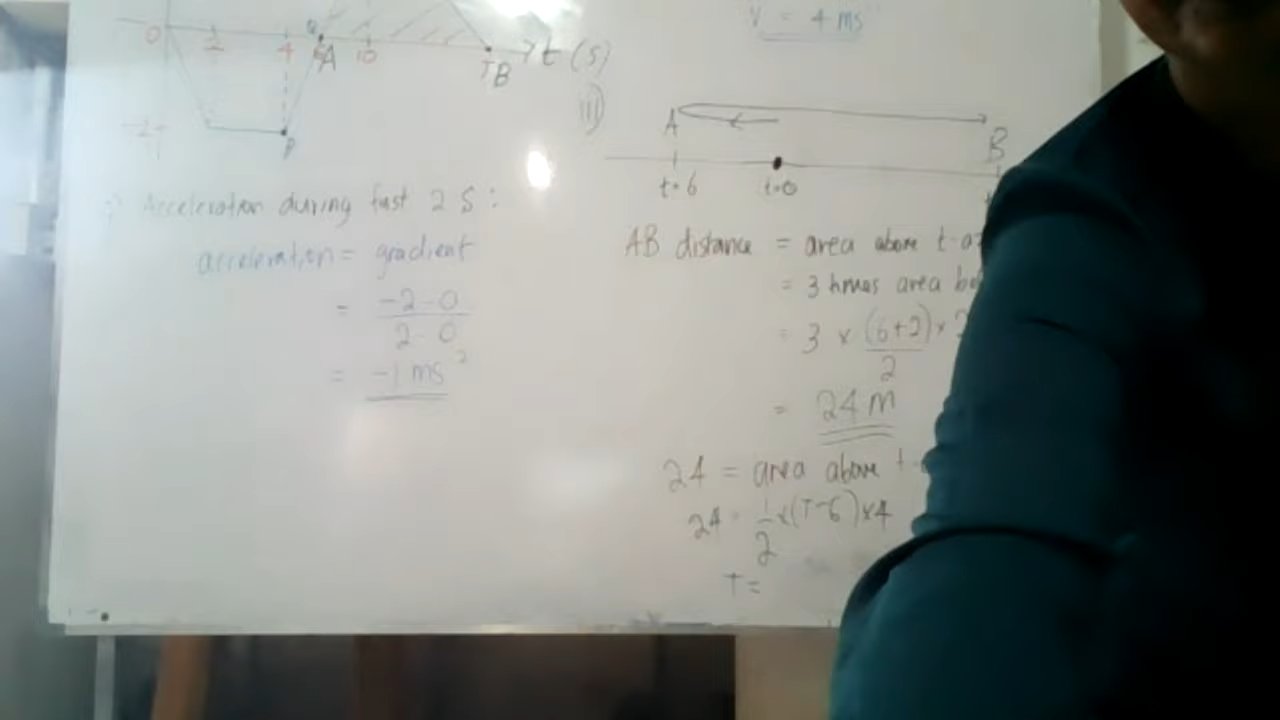 0 2 4 A 10 T B t (s)
-2
P
i) Acceleration during first 2 S:
acceleration = gradient
= -2-0
2-0
= -1 ms-2
V = 4 ms
iii)
A B
t=6 t=0
AB distance = area above t-a
= 3 times area be
= 3 × (6+2) × 2
2
= 24 m
24 = area above t-
24 = 1 ×(T-6)×4
2
T =